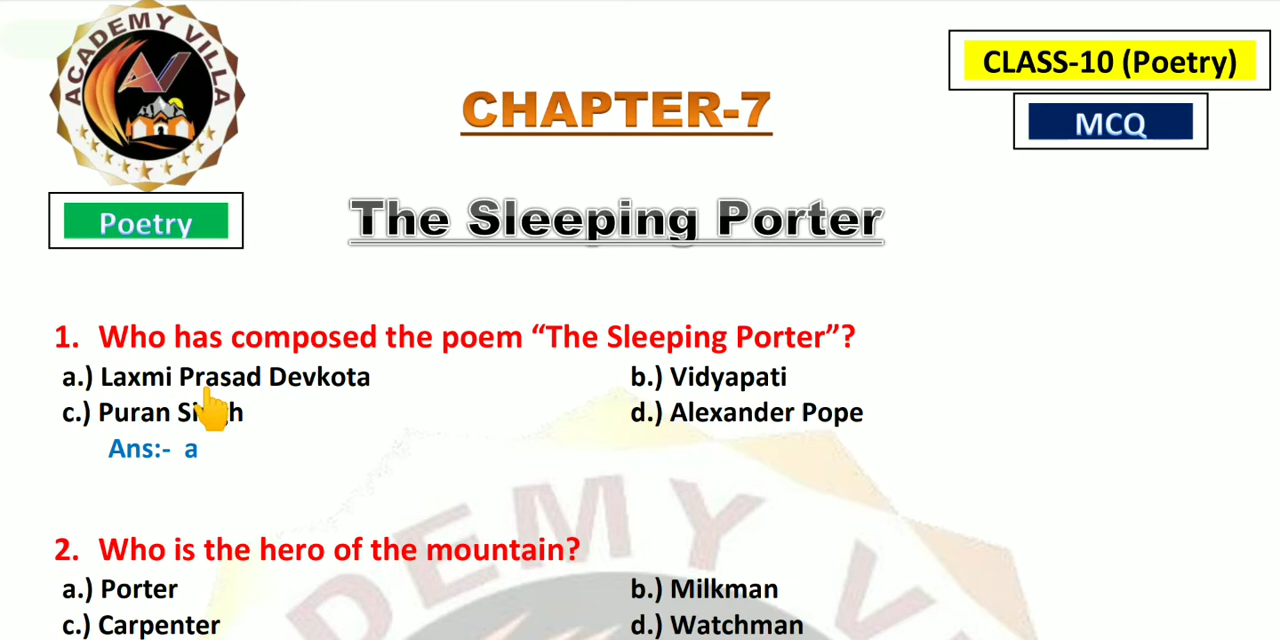 ACADEMY VILLA
CLASS-10 (Poetry)
CHAPTER-7
MCQ
Poetry
The Sleeping Porter
1. Who has composed the poem “The Sleeping Porter”?
a.) Laxmi Prasad Devkota b.) Vidyapati
c.) Puran Singh d.) Alexander Pope
Ans:- a
2. Who is the hero of the mountain?
a.) Porter b.) Milkman
c.) Carpenter d.) Watchman